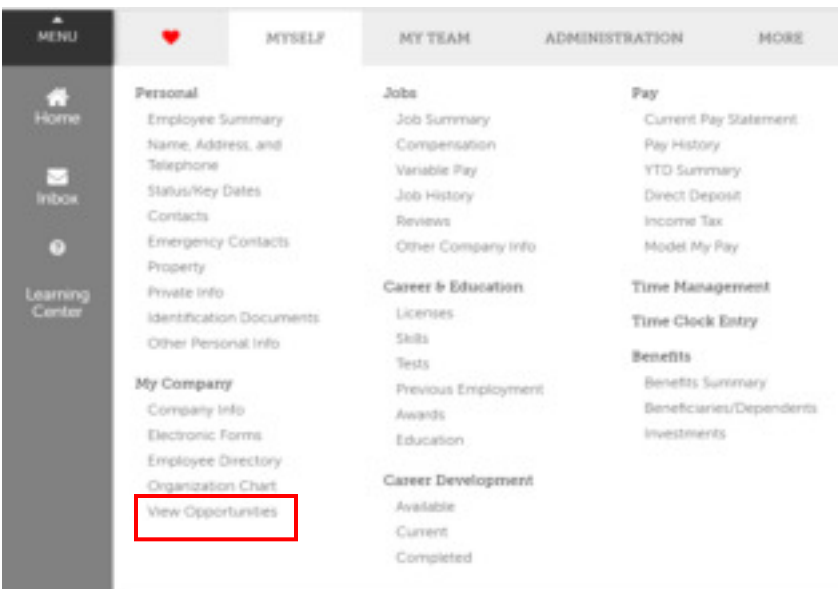 MENU
MYSELF
MY TEAM
ADMINISTRATION
MORE
Home
Inbox
Learning
Center
Personal
Employee Summary
Name, Address, and
Telephone
Status/Key Dates
Contacts
Emergency Contacts
Property
Private Info
Identification Documents
Other Personal Info
My Company
Company Info
Electronic Forms
Employee Directory
Organization Chart
View Opportunities
Jobs
Job Summary
Compensation
Variable Pay
Job History
Reviews
Other Company Info
Career & Education
Licenses
Skills
Tests
Previous Employment
Awards
Education
Career Development
Available
Current
Completed
Pay
Current Pay Statement
Pay History
YTD Summary
Direct Deposit
Income Tax
Model My Pay
Time Management
Time Clock Entry
Benefits
Benefits Summary
Beneficiaries/Dependents
Investments